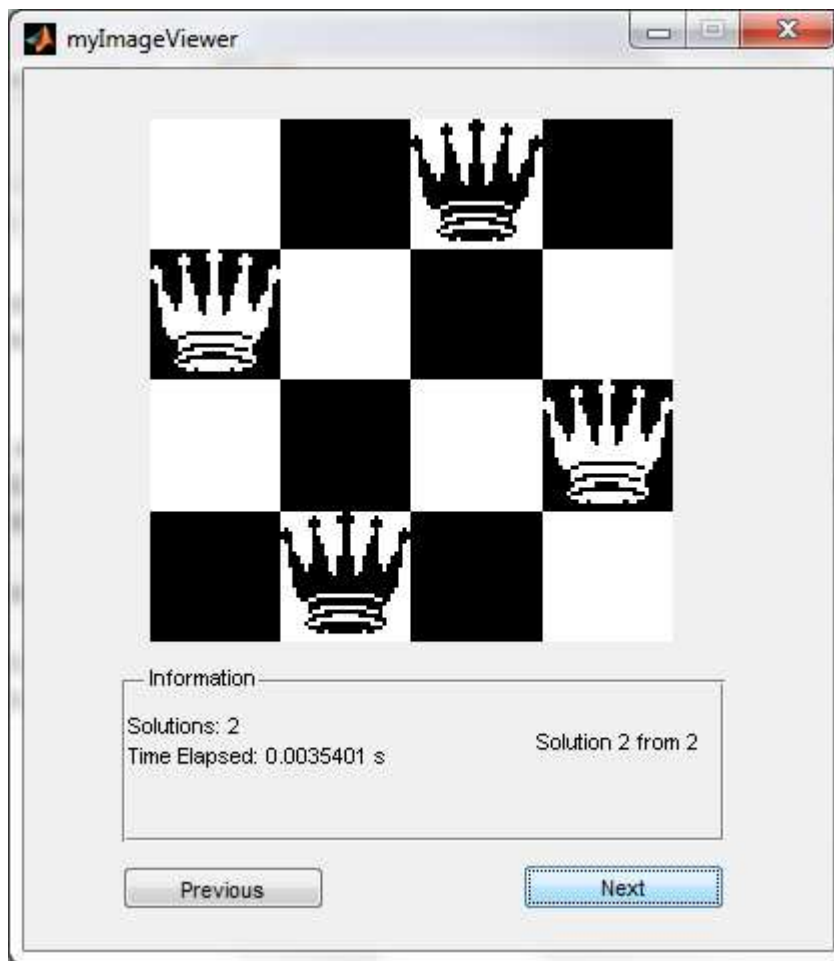 myImageViewer
Information
Solutions: 2
Time Elapsed: 0.0035401 s
Solution 2 from 2
Previous
Next